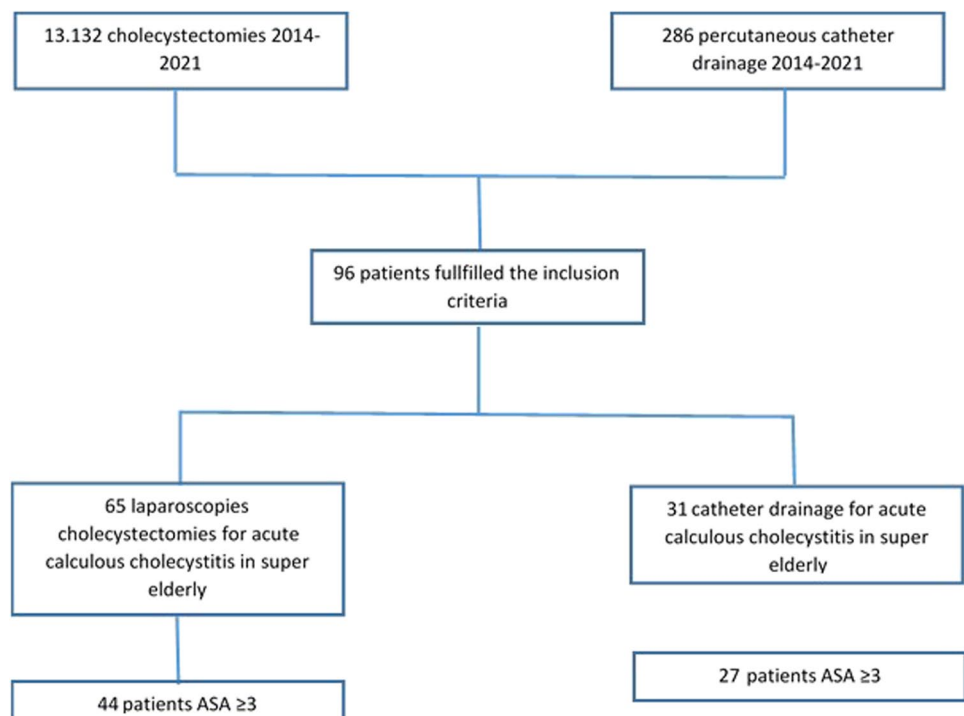 13.132 cholecystectomies 2014-
2021
286 percutaneous catheter
drainage 2014-2021
96 patients fullfilled the inclusion
criteria
65 laparoscopies
cholecystectomies for acute
calculous cholecystitis in super
elderly
31 catheter drainage for acute
calculous cholecystitis in super
elderly
44 patients ASA ≥3
27 patients ASA ≥3